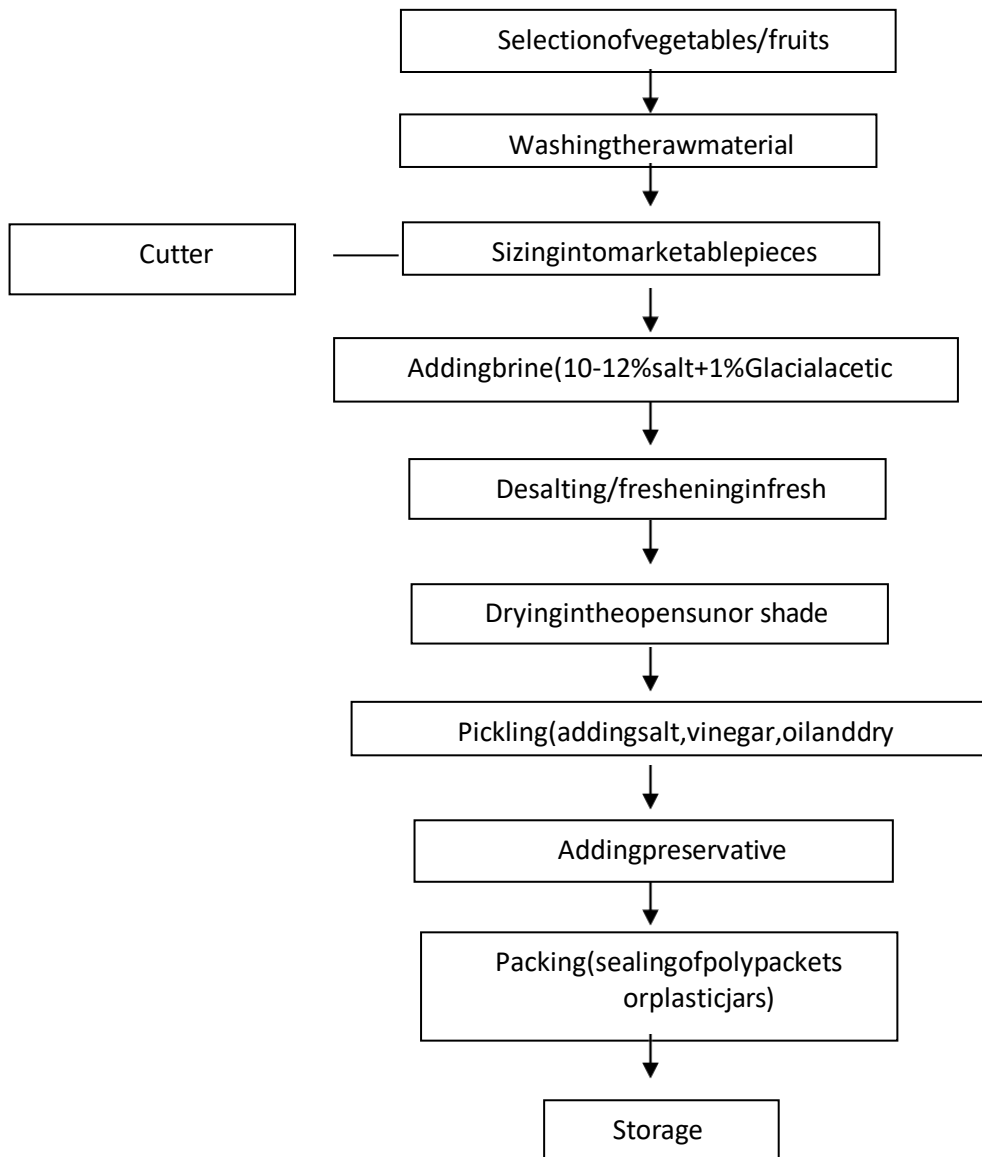 Selectionofvegetables/fruits
Washingtherawmaterial
Cutter
Sizingintomarketablepieces
Addingbrine(10-12%salt+1%Glacialacetic
Desalting/fresheninginfresh
Dryingintheopensunor shade
Pickling(addingsalt,vinegar,oilanddry
Addingpreservative
Packing(sealingofpolypackets
orplasticjars)
Storage